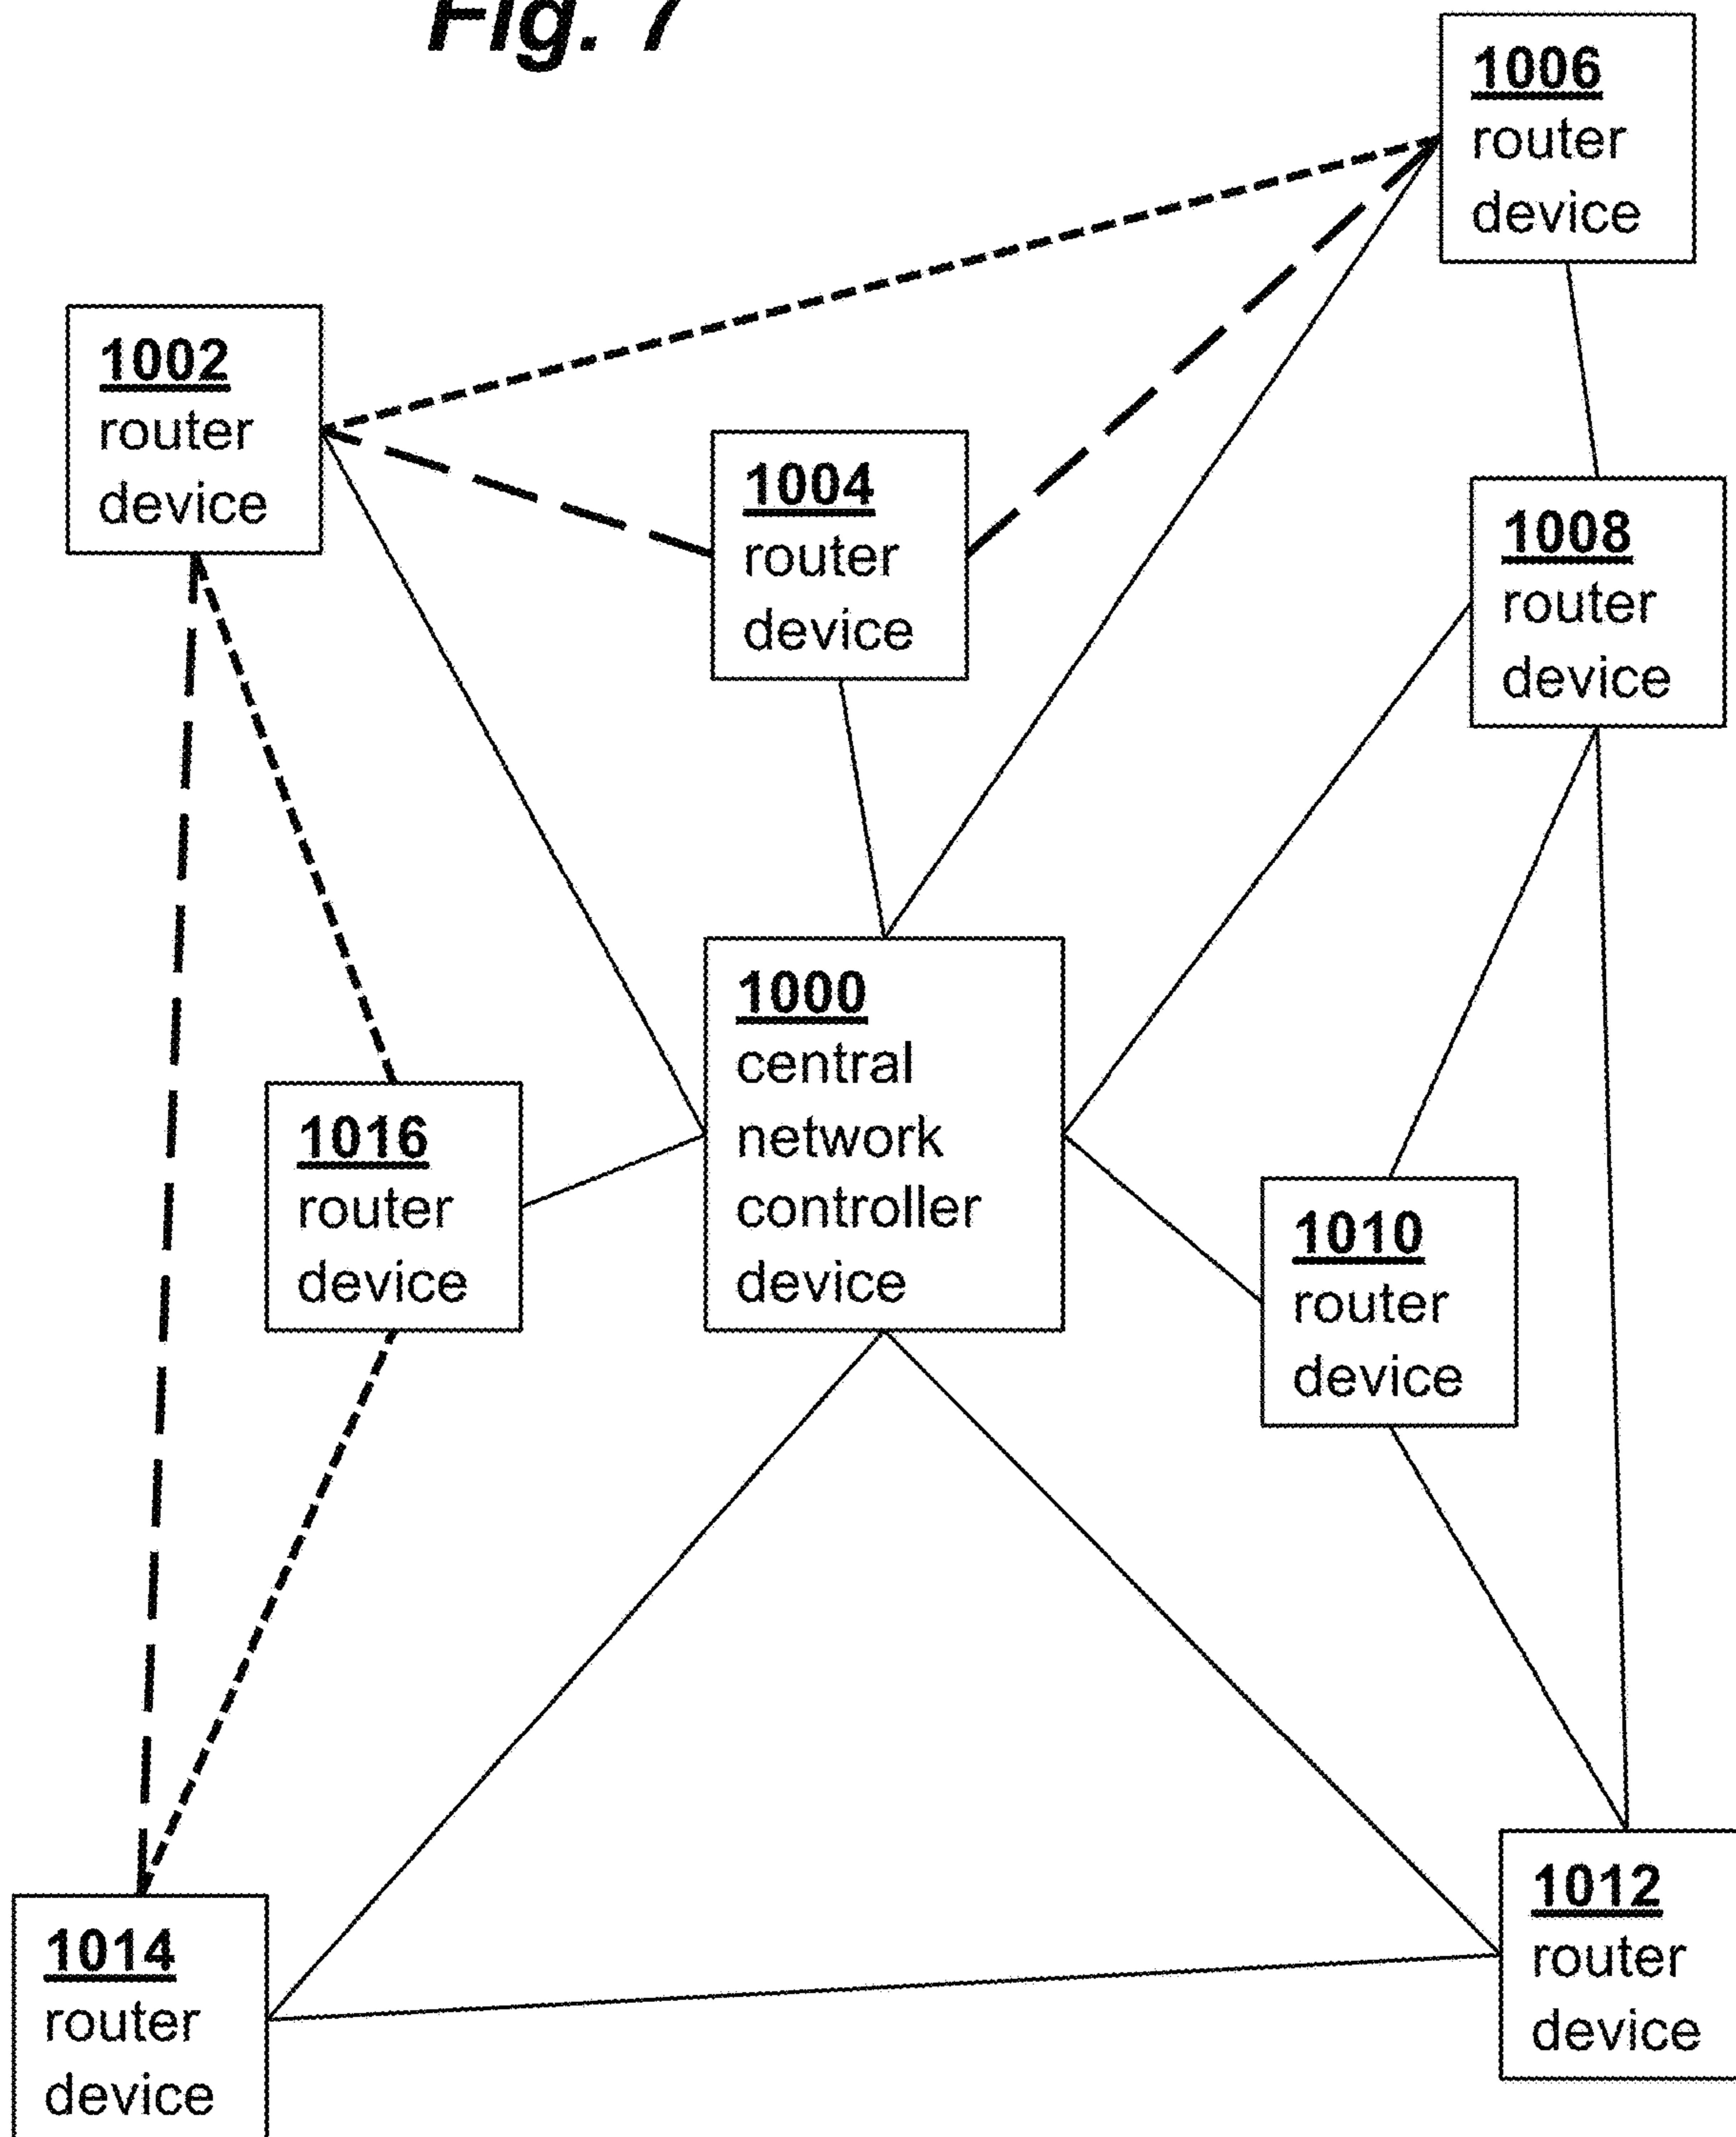 Fig. 7
1006
router
device
1002
router
device
1004
router
device
1008
router
device
1000
central
network
controller
device
1016
router
device
1010
router
device
1012
router
device
1014
router
device